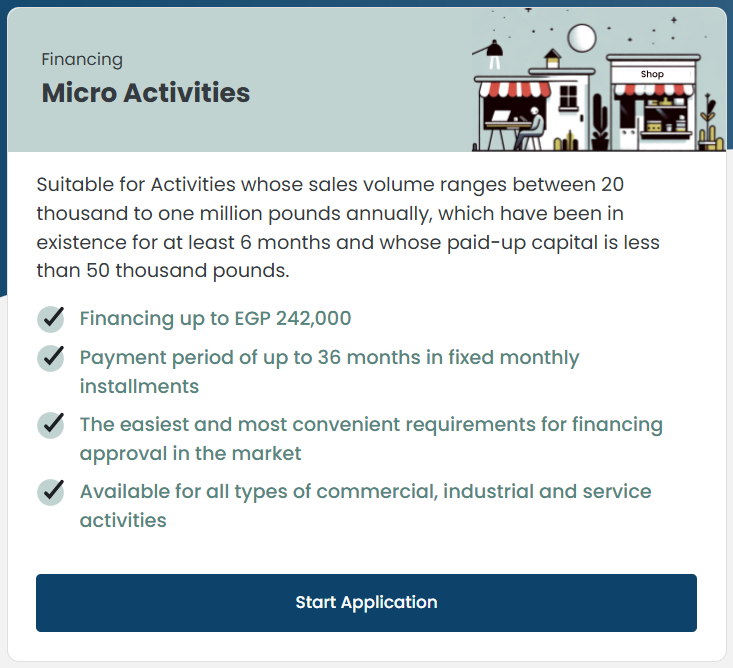 Financing
Micro Activities
Shop
Suitable for Activities whose sales volume ranges between 20
thousand to one million pounds annually, which have been in
existence for at least 6 months and whose paid-up capital is less
than 50 thousand pounds.
Financing up to EGP 242,000
Payment period of up to 36 months in fixed monthly
installments
The easiest and most convenient requirements for financing
approval in the market
Available for all types of commercial, industrial and service
activities
Start Application